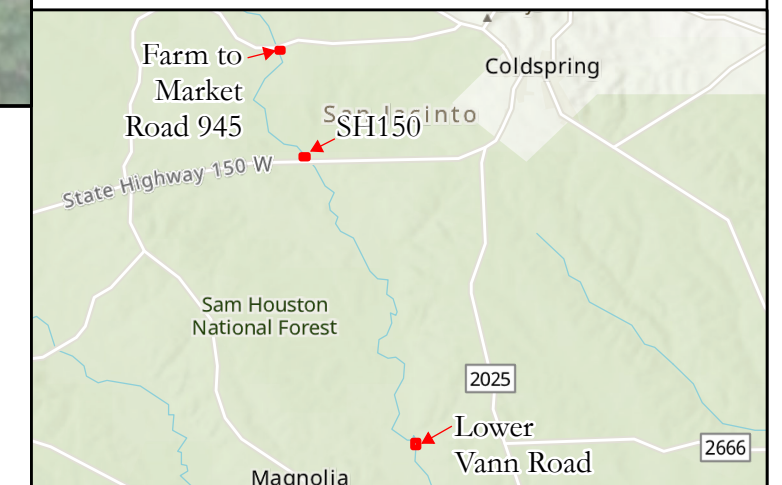 Farm to
Market
Road 945
Coldspring
San Jacinto
SH150
State Highway 150 W
Sam Houston
National Forest
2025
Lower
Vann Road
2666
Magnolia